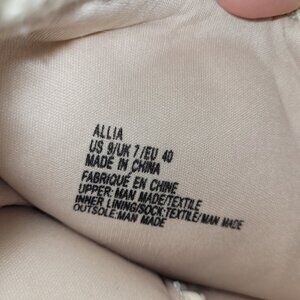 ALLIA
US 9/UK 7/EU 40
MADE IN CHINA
FABRIQUÉ EN CHINE
UPPER: MAN MADE/TEXTILE
INNER LINING/SOCK:TEXTILE/MAN MADE
OUTSOLE:MAN MADE